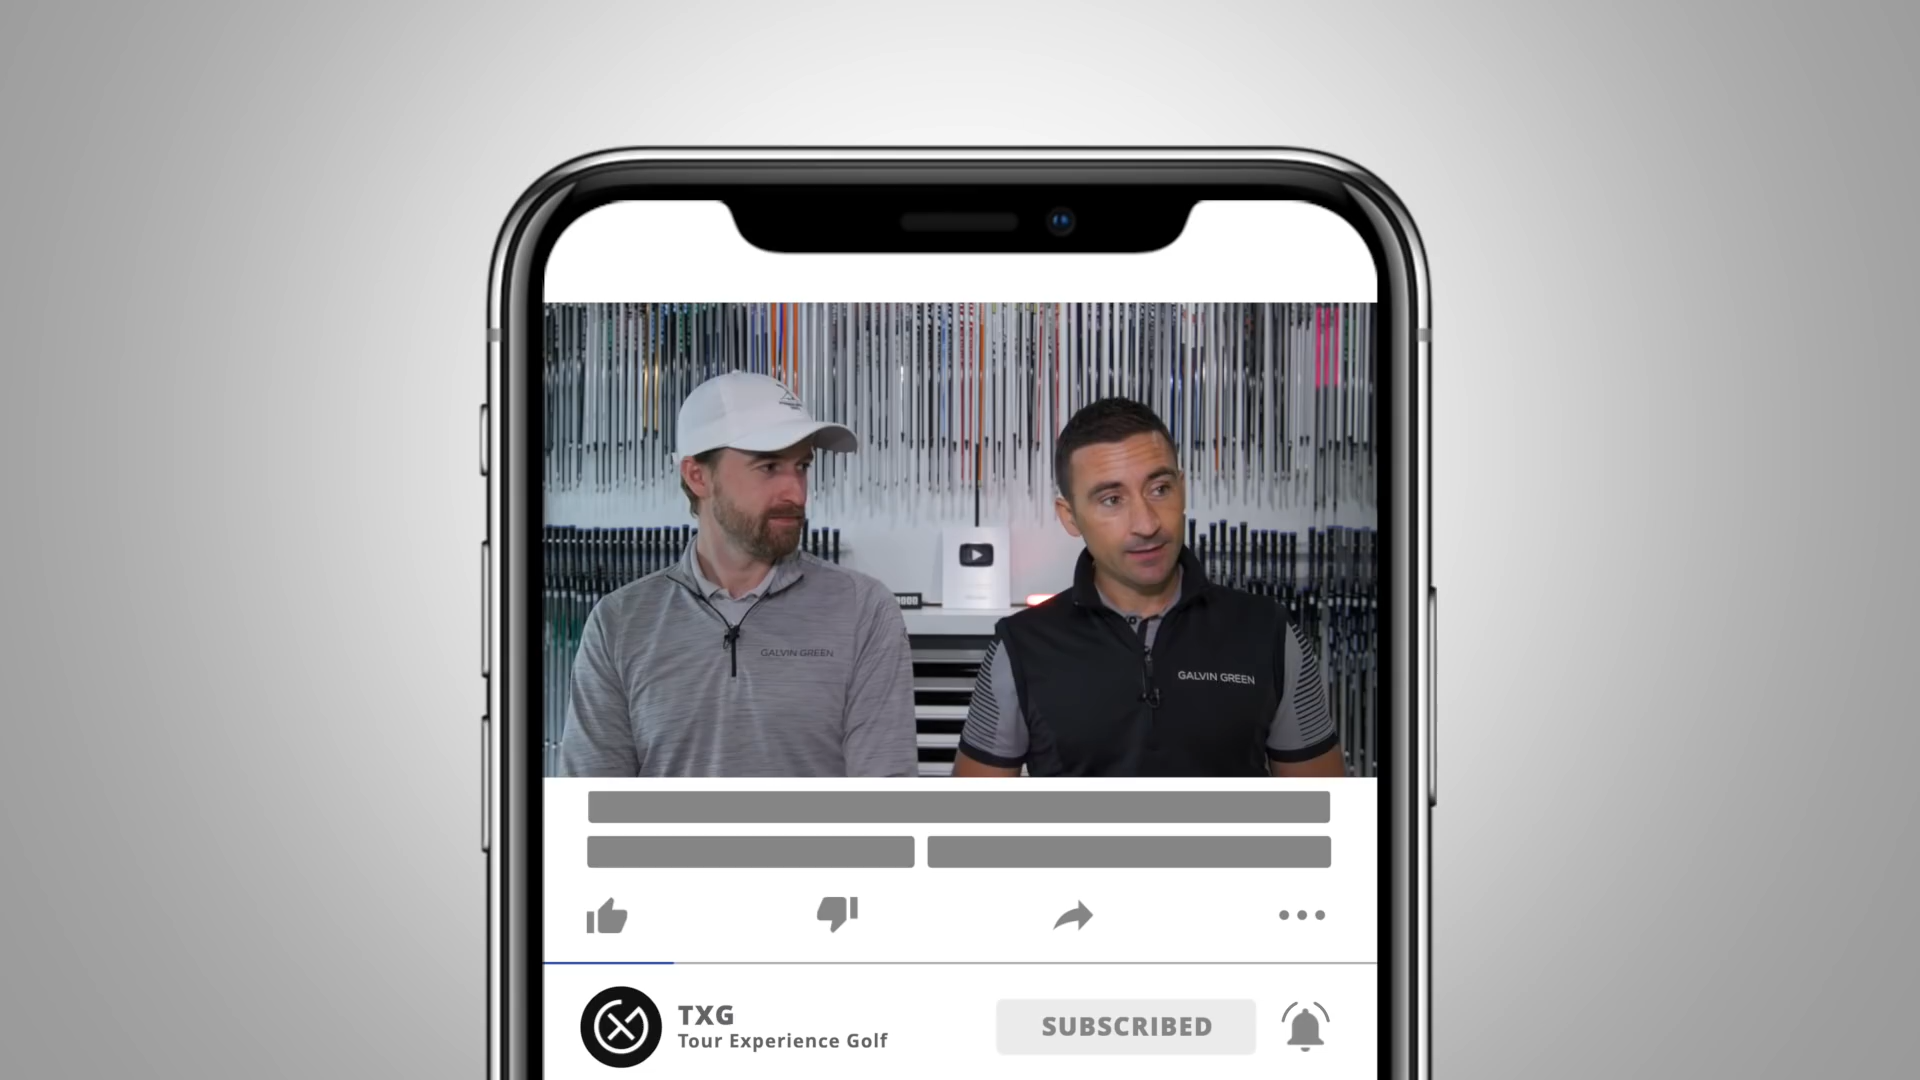 GALVIN GREEN
GALVIN GREEN
TXG
Tour Experience Golf
SUBSCRIBED